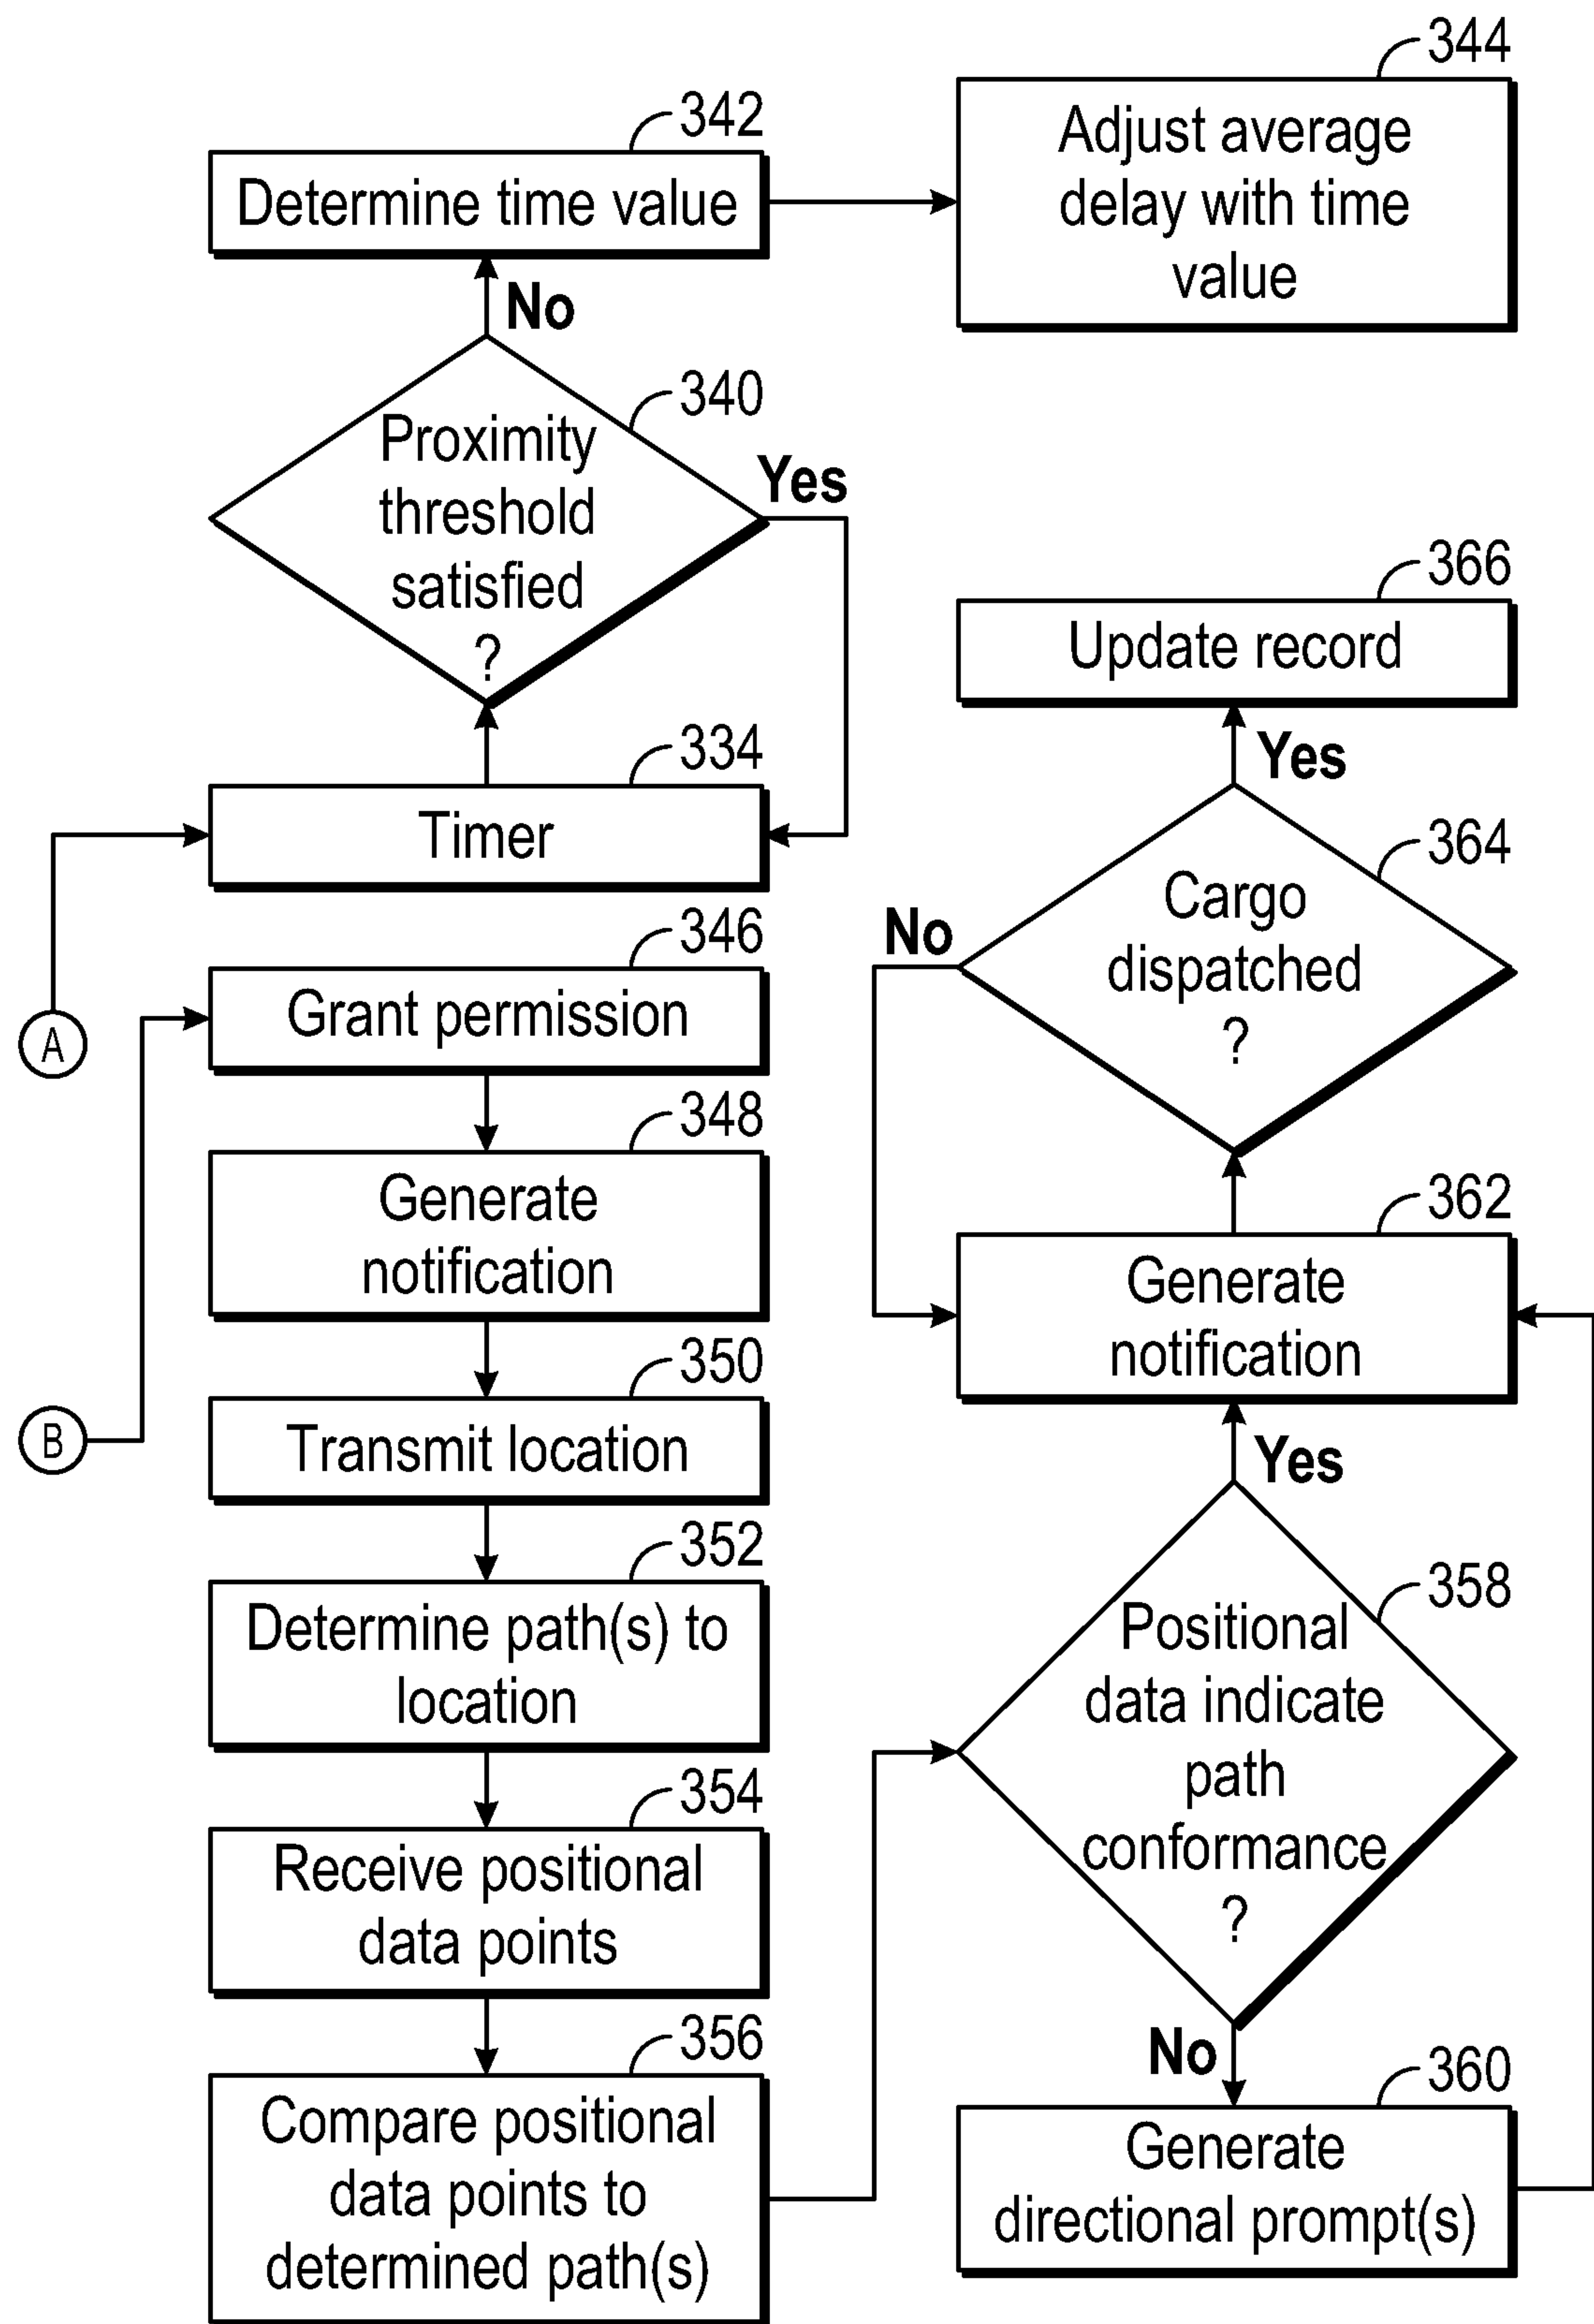 344
Adjust average
delay with time
value
342
Determine time value
No
340
Proximity
threshold
satisfied
?
Yes
334
Timer
A
346
Grant permission
348
Generate
notification
350
Transmit location
B
352
Determine path(s) to
location
354
Receive positional
data points
356
Compare positional
data points to
determined path(s)
366
Update record
Yes
364
Cargo
dispatched
?
No
362
Generate
notification
Yes
358
Positional
data indicate
path
conformance
?
No
360
Generate
directional prompt(s)